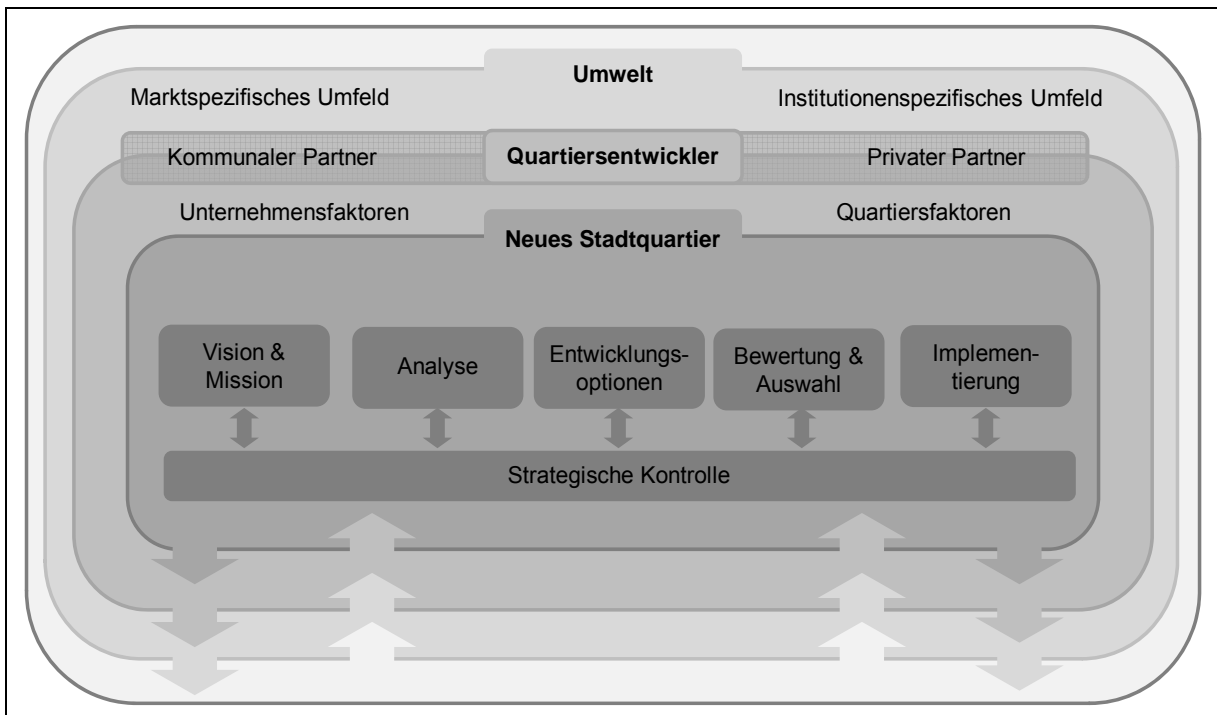 Umwelt
Marktspezifisches Umfeld
Institutionenspezifisches Umfeld
Kommunaler Partner
Quartiersentwickler
Privater Partner
Unternehmensfaktoren
Quartiersfaktoren
Neues Stadtquartier
Vision &
Mission
Analyse
Entwicklungs-
optionen
Bewertung &
Auswahl
Implemen-
tierung
Strategische Kontrolle